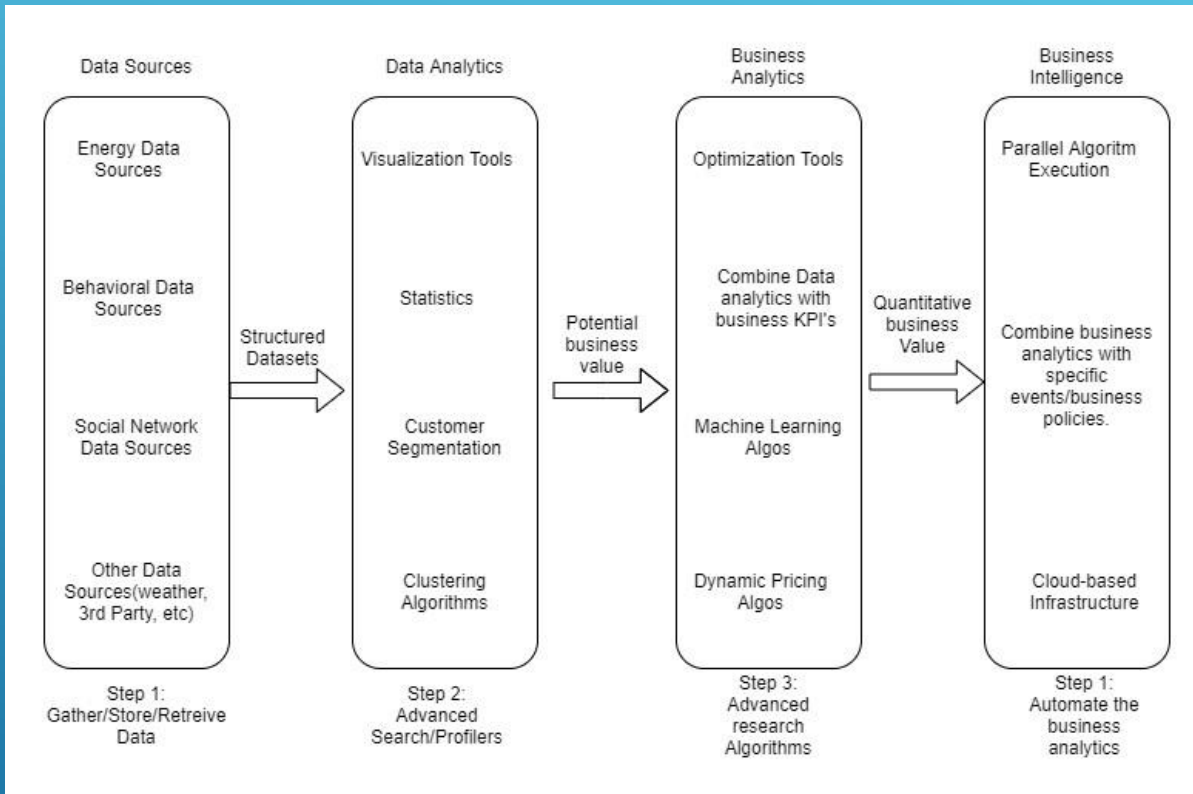 Data Sources
Energy Data
Sources
Behavioral Data
Sources
Social Network
Data Sources
Other Data
Sources(weather,
3rd Party, etc)
Step 1:
Gather/Store/Retreive
Data
Structured
Datasets
Data Analytics
Visualization Tools
Statistics
Customer
Segmentation
Clustering
Algorithms
Step 2:
Advanced
Search/Profilers
Potential
business
value
Business
Analytics
Optimization Tools
Combine Data
analytics with
business KPI's
Machine Learning
Algos
Dynamic Pricing
Algos
Step 3:
Advanced
research
Algorithms
Quantitative
business
Value
Business
Intelligence
Parallel Algoritm
Execution
Combine business
analytics with
specific
events/business
policies.
Cloud-based
Infrastructure
Step 1:
Automate the
business
analytics